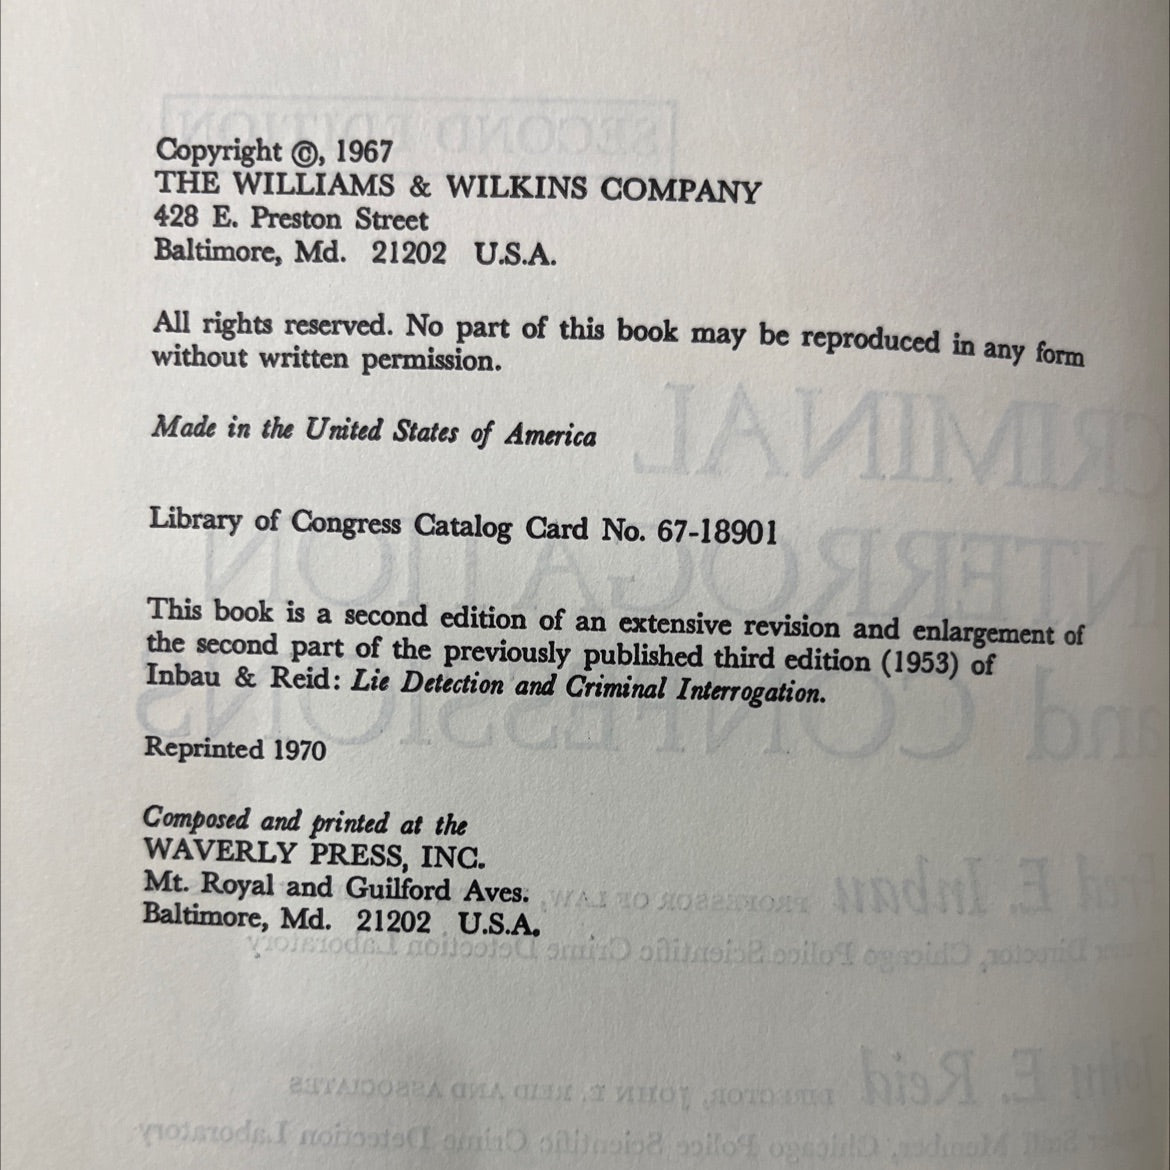 Copyright ©, 1967
THE WILLIAMS & WILKINS COMPANY
428 E. Preston Street
Baltimore, Md. 21202 U.S.A.
All rights reserved. No part of this book may be reproduced in any form
without written permission.
Made in the United States of America
Library of Congress Catalog Card No. 67-18901
This book is a second edition of an extensive revision and enlargement of
the second part of the previously published third edition (1953) of
Inbau & Reid: Lie Detection and Criminal Interrogation.
Reprinted 1970
Composed and printed at the
WAVERLY PRESS, INC.
Mt. Royal and Guilford Aves.
Baltimore, Md. 21202 U.S.A.